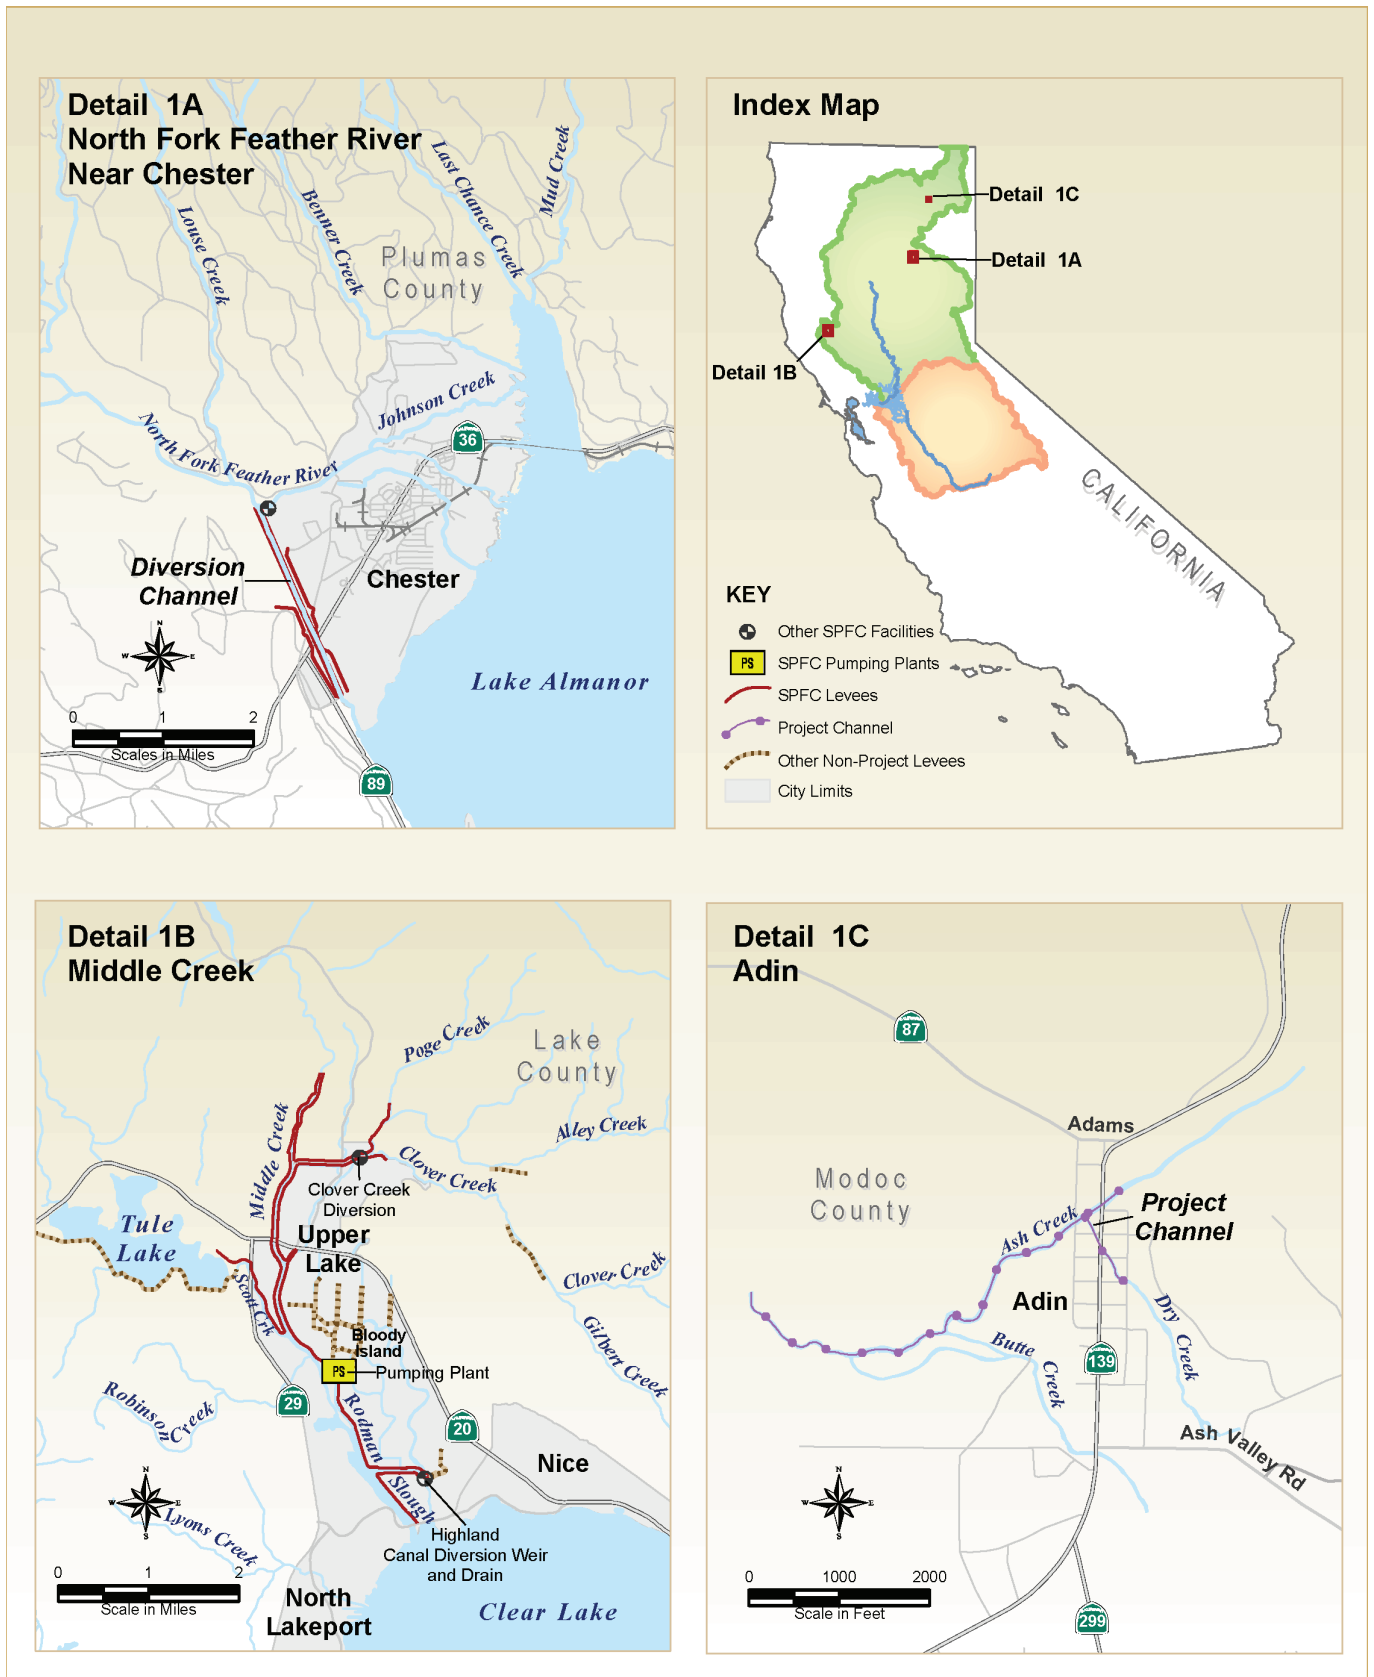 Detail 1A
North Fork Feather River
Near Chester
Louse Creek
Benner Creek
Last Chance Creek
Mud Creek
Plumas
County
Johnson Creek
36
North Fork Feather River
Diversion
Channel
Chester
N
W
E
S
Lake Almanor
0
1
2
Scales in Miles
89
Index Map
Detail 1C
Detail 1A
Detail 1B
CALIFORNIA
KEY
Other SPFC Facilities
PS
SPFC Pumping Plants
SPFC Levees
Project Channel
Other Non-Project Levees
City Limits
Detail 1B
Middle Creek
Poge Creek
Lake
County
Middle Creek
Alley Creek
Clover Creek
Clover Creek
Diversion
Tule
Lake
Upper
Lake
Scott Crk
Clover Creek
Bloody
Island
PS
Pumping Plant
Gilbert Creek
29
Robinson Creek
Rodman Slough
20
Nice
N
W
E
S
Lyons Creek
Highland
Canal Diversion Weir
and Drain
0
1
2
Scale in Miles
North
Lakeport
Clear Lake
Detail 1C
Adin
87
Adams
Modoc
County
Ash Creek
Project
Channel
Adin
Butte Creek
Dry Creek
139
Ash Valley Rd
N
W
E
S
0
1000
2000
Scale in Feet
299